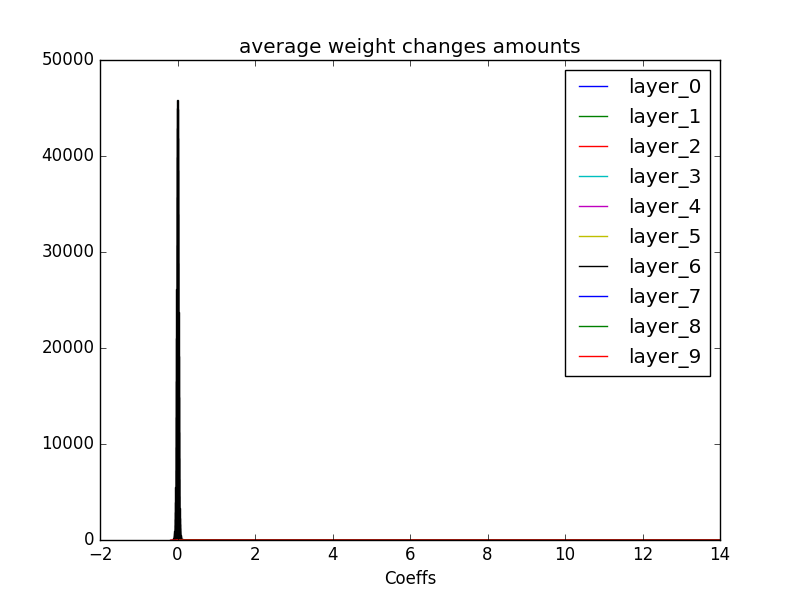 average weight changes amounts
50000
40000
30000
20000
10000
0
−2
0
2
4
6
8
10
12
14
Coeffs
layer_0
layer_1
layer_2
layer_3
layer_4
layer_5
layer_6
layer_7
layer_8
layer_9